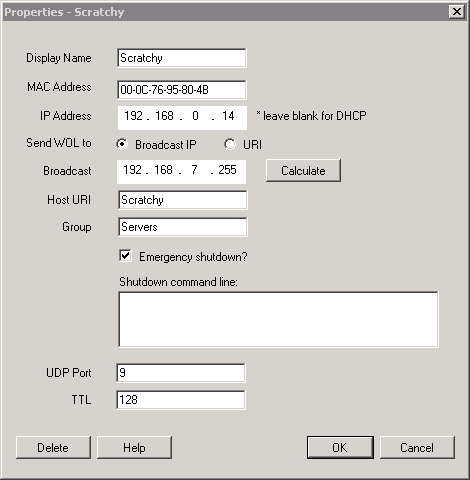 Properties - Scratchy
Display Name Scratchy
MAC Address 00-0C-76-95-80-4B
IP Address 192 . 168 . 0 . 14 * leave blank for DHCP
Send WOL to Broadcast IP URI
Broadcast 192 . 168 . 7 . 255 Calculate
Host URI Scratchy
Group Servers
Emergency shutdown?
Shutdown command line:
UDP Port 9
TTL 128
Delete Help OK Cancel